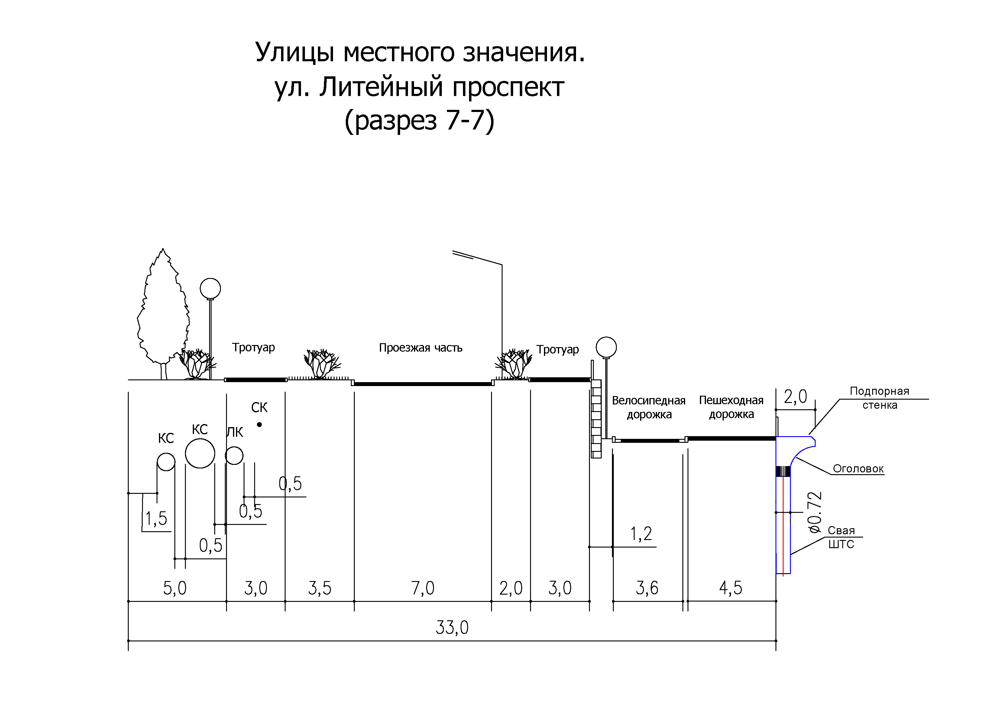 Улицы местного значения.
ул. Литейный проспект
(разрез 7-7)
Тротуар
Проезжая часть
Тротуар
Велосипедная
дорожка
Пешеходная
дорожка
2,0
Подпорная
стенка
СК
КС
КС
ЛК
Оголовок
0,5
0,5
1,5
0,5
1,2
ø0.72
Свая
ШТС
5,0
3,0
3,5
7,0
2,0
3,0
3,6
4,5
33,0